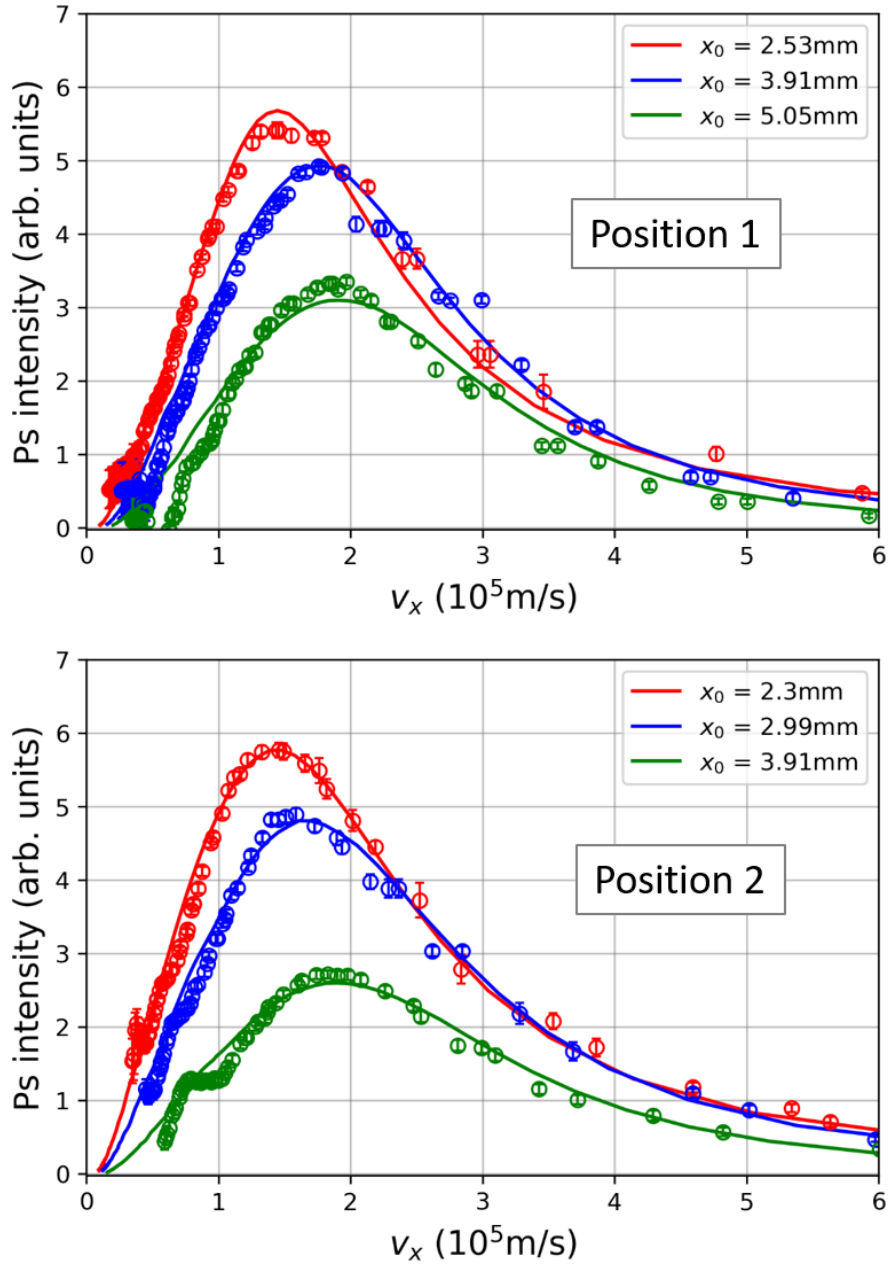 7
6
5
4
3
2
1
0
Ps intensity (arb. units)
x₀ = 2.53mm
x₀ = 3.91mm
x₀ = 5.05mm
Position 1
0 1 2 3 4 5 6
vₓ (10⁵m/s)
7
6
5
4
3
2
1
0
Ps intensity (arb. units)
x₀ = 2.3mm
x₀ = 2.99mm
x₀ = 3.91mm
Position 2
0 1 2 3 4 5 6
vₓ (10⁵m/s)